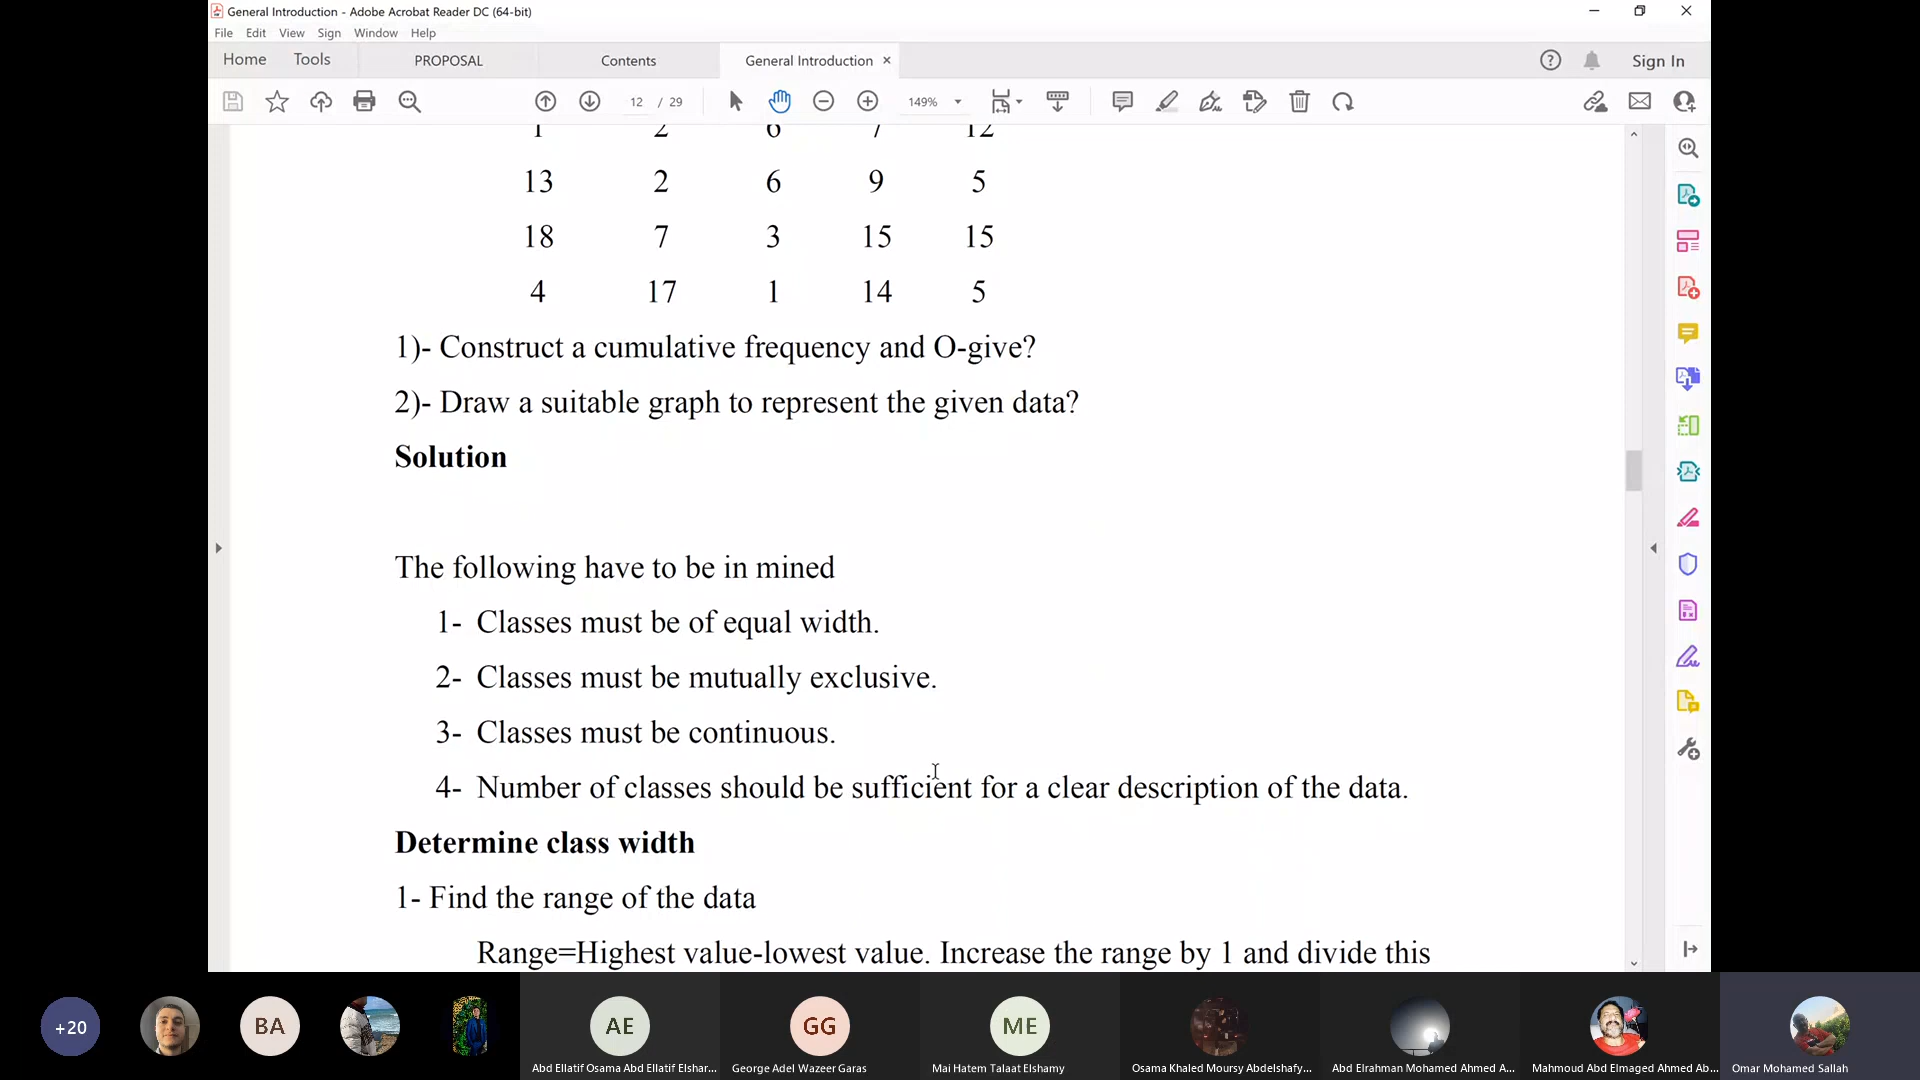 General Introduction - Adobe Acrobat Reader DC (64-bit)
File Edit View Sign Window Help
Home Tools PROPOSAL Contents General Introduction × Sign In
12 / 29 149%
1 2 6 7 12
13 2 6 9 5
18 7 3 15 15
4 17 1 14 5
1)- Construct a cumulative frequency and O-give?
2)- Draw a suitable graph to represent the given data?
Solution
The following have to be in mined
1- Classes must be of equal width.
2- Classes must be mutually exclusive.
3- Classes must be continuous.
4- Number of classes should be sufficient for a clear description of the data.
Determine class width
1- Find the range of the data
Range=Highest value-lowest value. Increase the range by 1 and divide this
+20 BA AE GG ME
Abd Ellatif Osama Abd Ellatif Elshar... George Adel Wazeer Garas Mai Hatem Talaat Elshamy Osama Khaled Moursy Abdelshafy... Abd Elrahman Mohamed Ahmed A... Mahmoud Abd Elmaged Ahmed Ab... Omar Mohamed Sallah